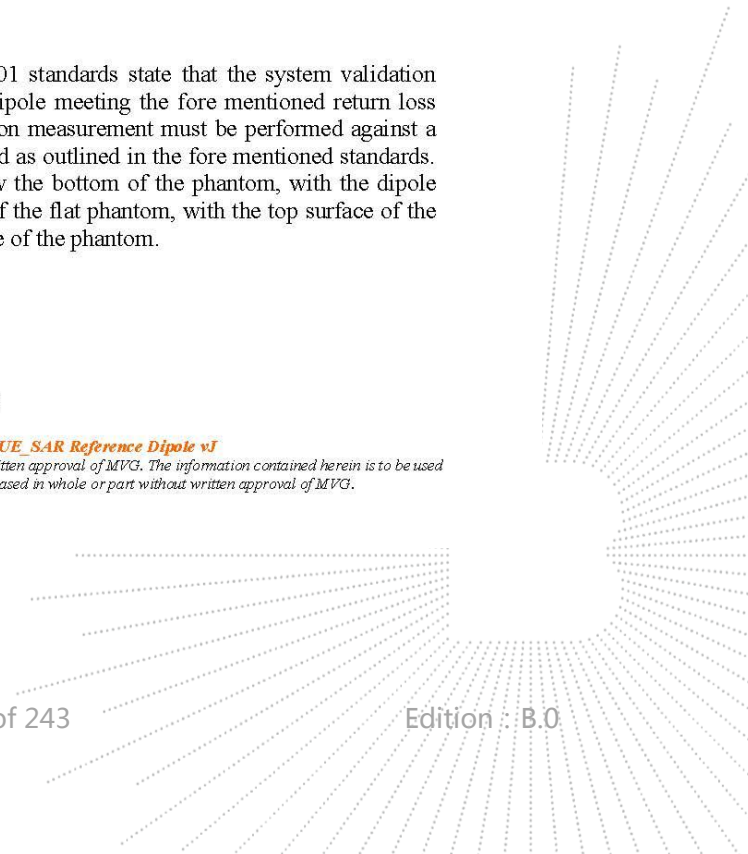 01 standards state that the system validation
ipole meeting the fore mentioned return loss
on measurement must be performed against a
d as outlined in the fore mentioned standards.
w the bottom of the phantom, with the dipole
f the flat phantom, with the top surface of the
e of the phantom.
UE_SAR Reference Dipole vJ
itten approval of MVG. The information contained herein is to be used
ased in whole or part without written approval of MVG.
of 243
Edition : B.0